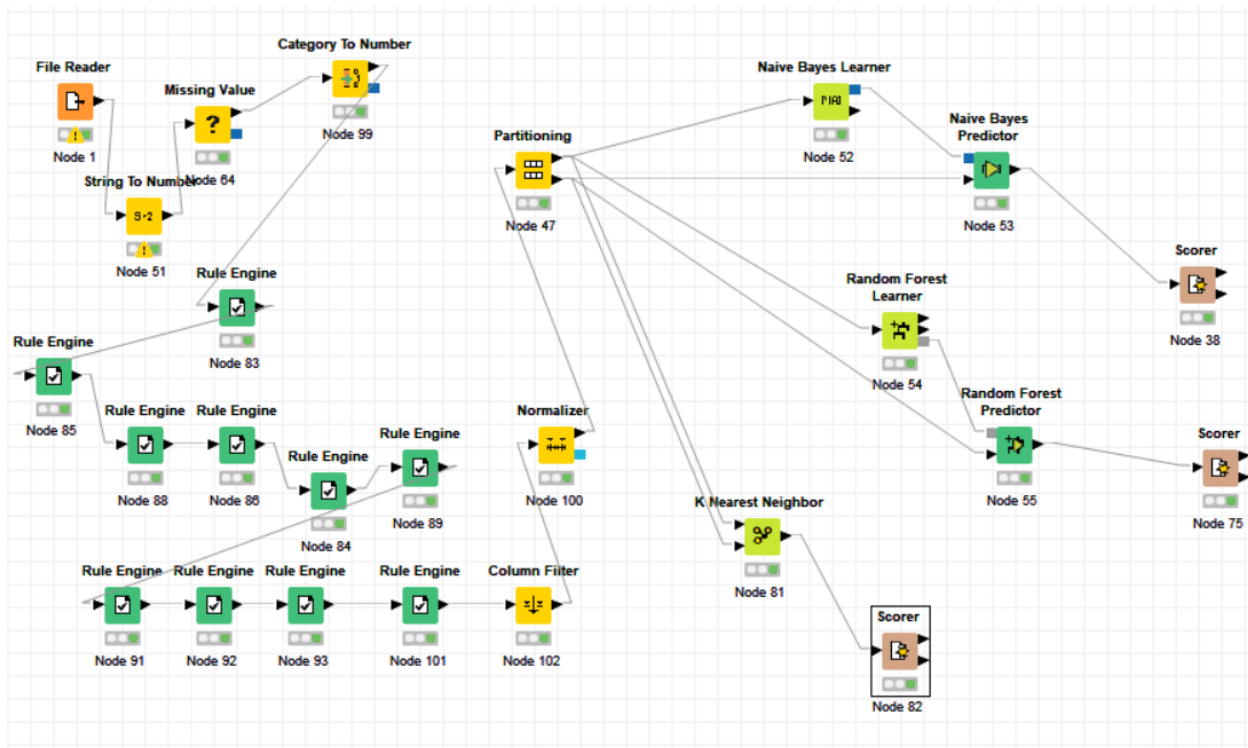 Category To Number
File Reader
Missing Value
Node 99
Node 1
Node 64
String To Number
S→2
Node 51
Rule Engine
Node 83
Rule Engine
Node 85
Rule Engine
Rule Engine
Node 88
Node 86
Rule Engine
Node 84
Rule Engine
Node 89
Rule Engine
Rule Engine
Rule Engine
Rule Engine
Column Filter
Node 91
Node 92
Node 93
Node 101
Node 102
Normalizer
Node 100
Partitioning
Node 47
Naive Bayes Learner
Node 52
Naive Bayes
Predictor
Node 53
Scorer
Node 38
Random Forest
Learner
Node 54
Random Forest
Predictor
Node 55
Scorer
Node 75
K Nearest Neighbor
Node 81
Scorer
Node 82